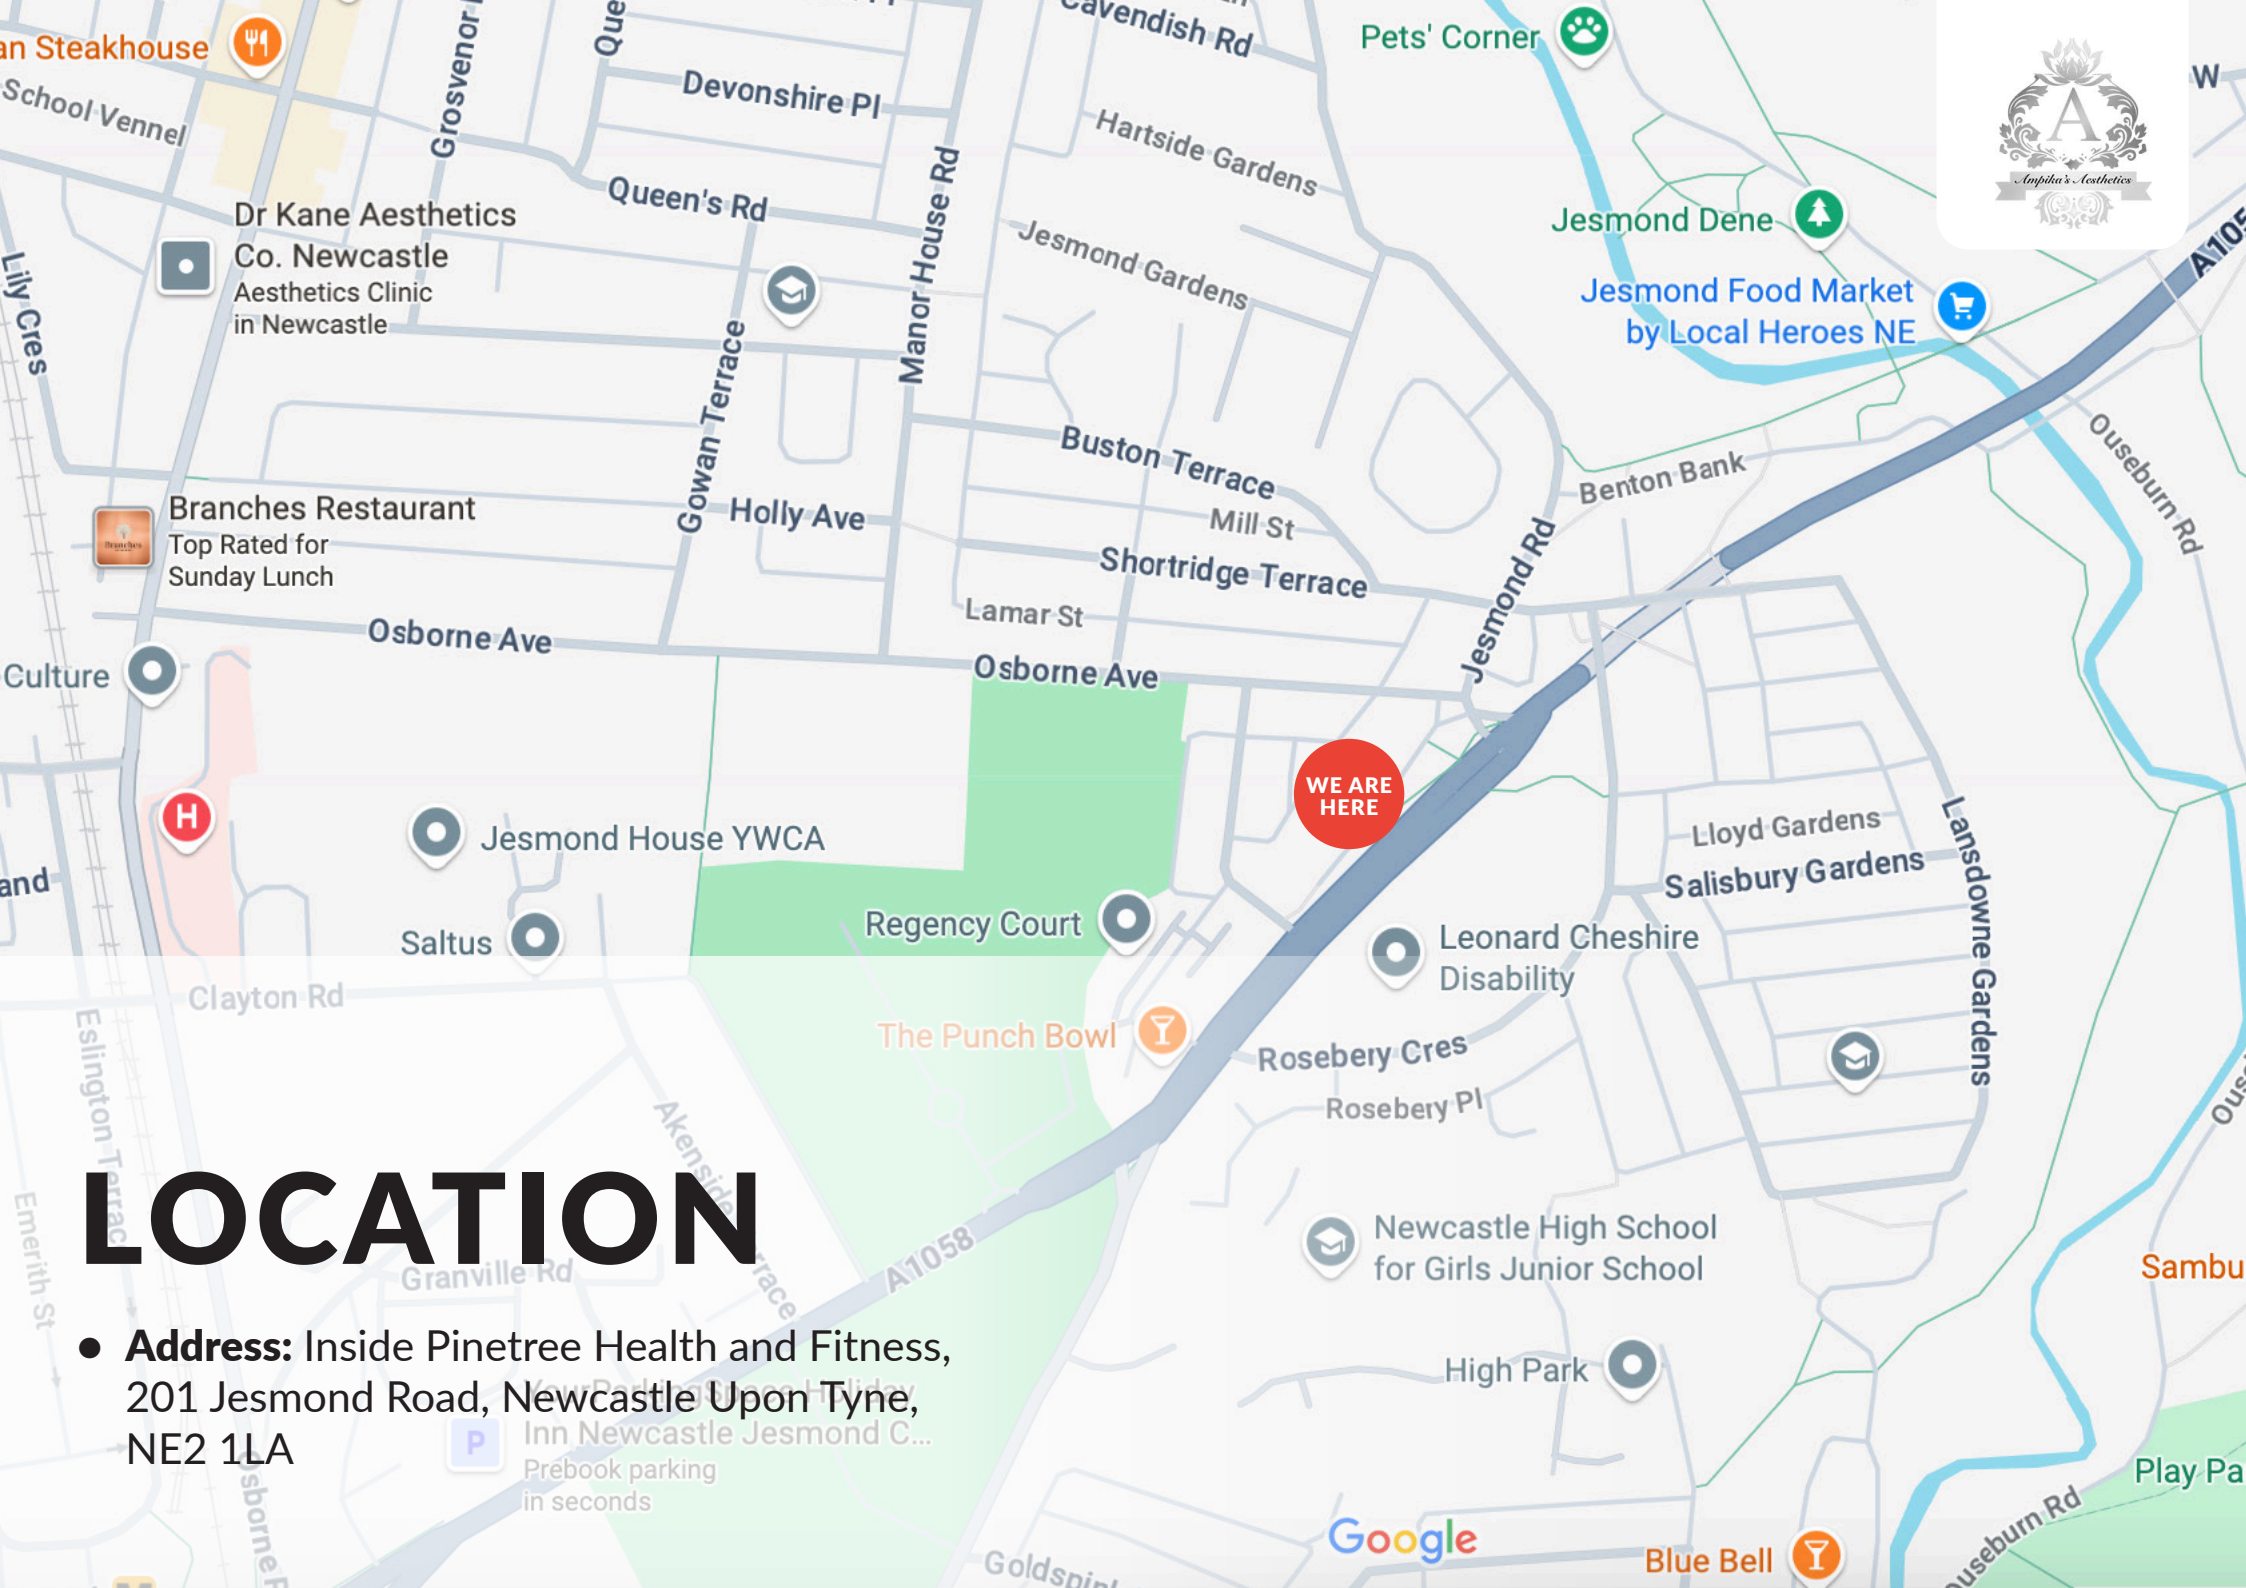 Cavendish Rd
Pets' Corner
an Steakhouse
School Vennel
Grosvenor
Que
Devonshire Pl
Hartside Gardens
W
A
Ampika's Aesthetics
Manor House Rd
Queen's Rd
Jesmond Dene
Dr Kane Aesthetics
Co. Newcastle
Aesthetics Clinic
in Newcastle
Jesmond Gardens
A105
Lily Cres
Jesmond Food Market
by Local Heroes NE
Gowan Terrace
Buston Terrace
Benton Bank
Ouseburn Rd
Branches Restaurant
Top Rated for
Sunday Lunch
Holly Ave
Mill St
Shortridge Terrace
Jesmond Rd
Lamar St
Osborne Ave
Osborne Ave
Culture
WE ARE
HERE
H
Jesmond House YWCA
Lloyd Gardens
Salisbury Gardens
Lansdowne Gardens
and
Regency Court
Saltus
Leonard Cheshire
Disability
Clayton Rd
Eslington Terrac
The Punch Bowl
Rosebery Cres
Rosebery Pl
Akenside
rrace
LOCATION
Emerith St
Granville Rd
A1058
Newcastle High School
for Girls Junior School
Sambu
Address: Inside Pinetree Health and Fitness,
201 Jesmond Road, Newcastle Upon Tyne,
NE2 1LA
YourParkingSpace Holiday
Inn Newcastle Jesmond C...
Prebook parking
in seconds
P
High Park
Play Pa
Osborne R
Google
Goldspin
Blue Bell
Ouseburn Rd
Ous